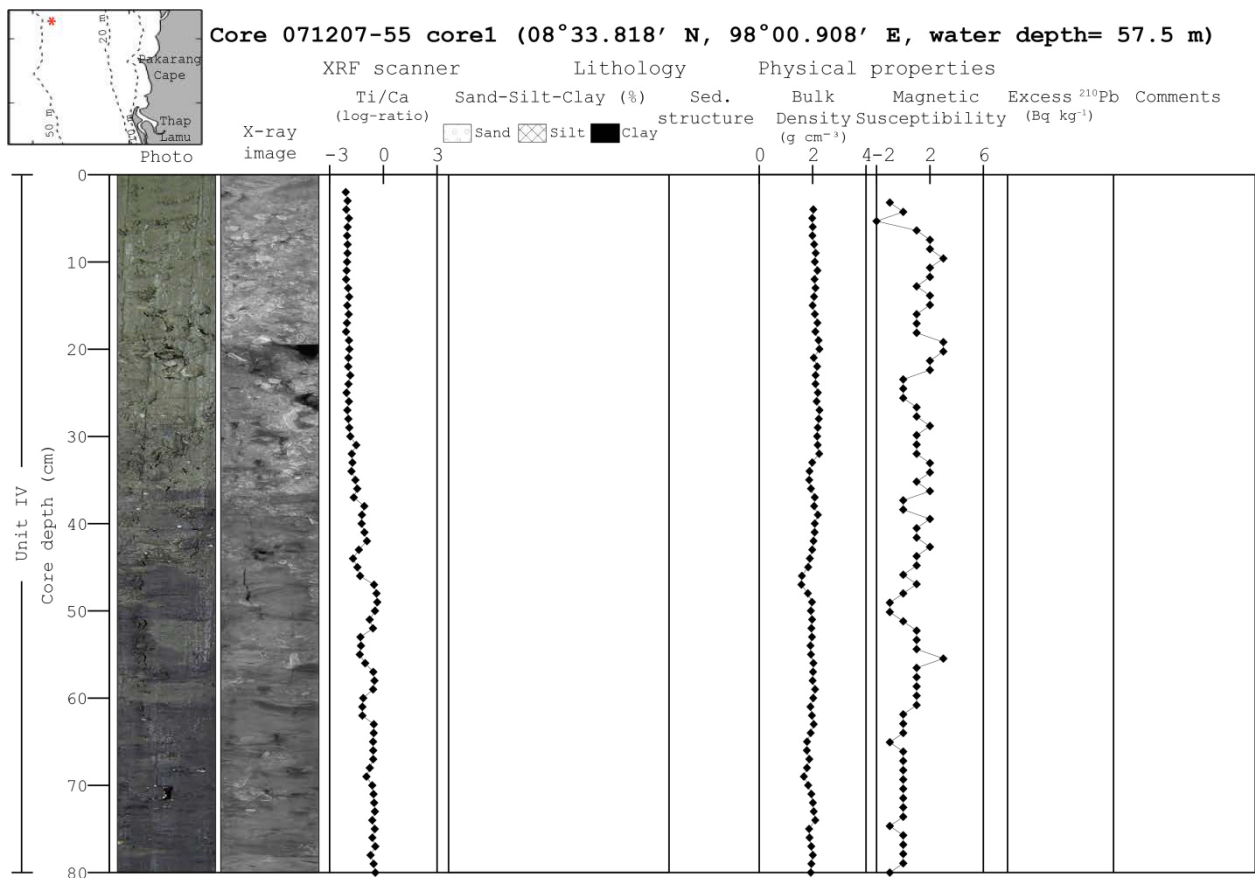 Core 071207-55 core1 (08°33.818′ N, 98°00.908′ E, water depth= 57.5 m)
*
20 m
50 m
Pakarang
Cape
Thap
Lamu
XRF scanner
Lithology
Physical properties
Photo
X-ray
image
Ti/Ca
(log-ratio)
Sand-Silt-Clay (%)
Sand
Silt
Clay
Sed.
structure
Bulk
Density
(g cm⁻³)
Magnetic
Susceptibility
Excess ²¹⁰Pb
(Bq kg⁻¹)
Comments
-3 0 3
0 2 4
-2 2 6
Unit IV
Core depth (cm)
0
10
20
30
40
50
60
70
80